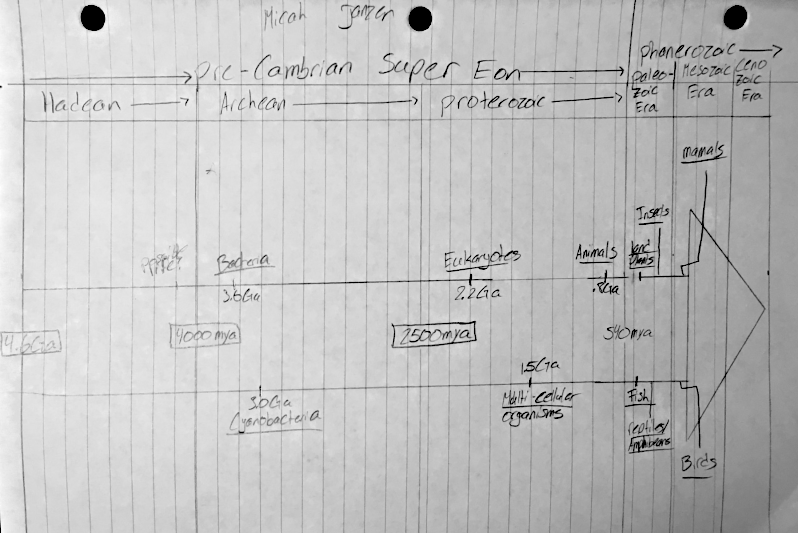 Micah Janzen
phanerozoic
Pre-Cambrian Super Eon
Paleo-
zoic
Era
Mesozoic
Era
Ceno
zoic
Era
Hadean
Archean
proterozoic
mamals
Insects
Bacteria
Eukaryotes
Animals
land
plants
3.6Ga
2.2Ga
.8Ga
4.6Ga
4000mya
2500mya
540mya
1.5Ga
3.0Ga
Cyanobacteria
Multi-cellular
organisms
Fish
reptiles/
Amphibians
Birds